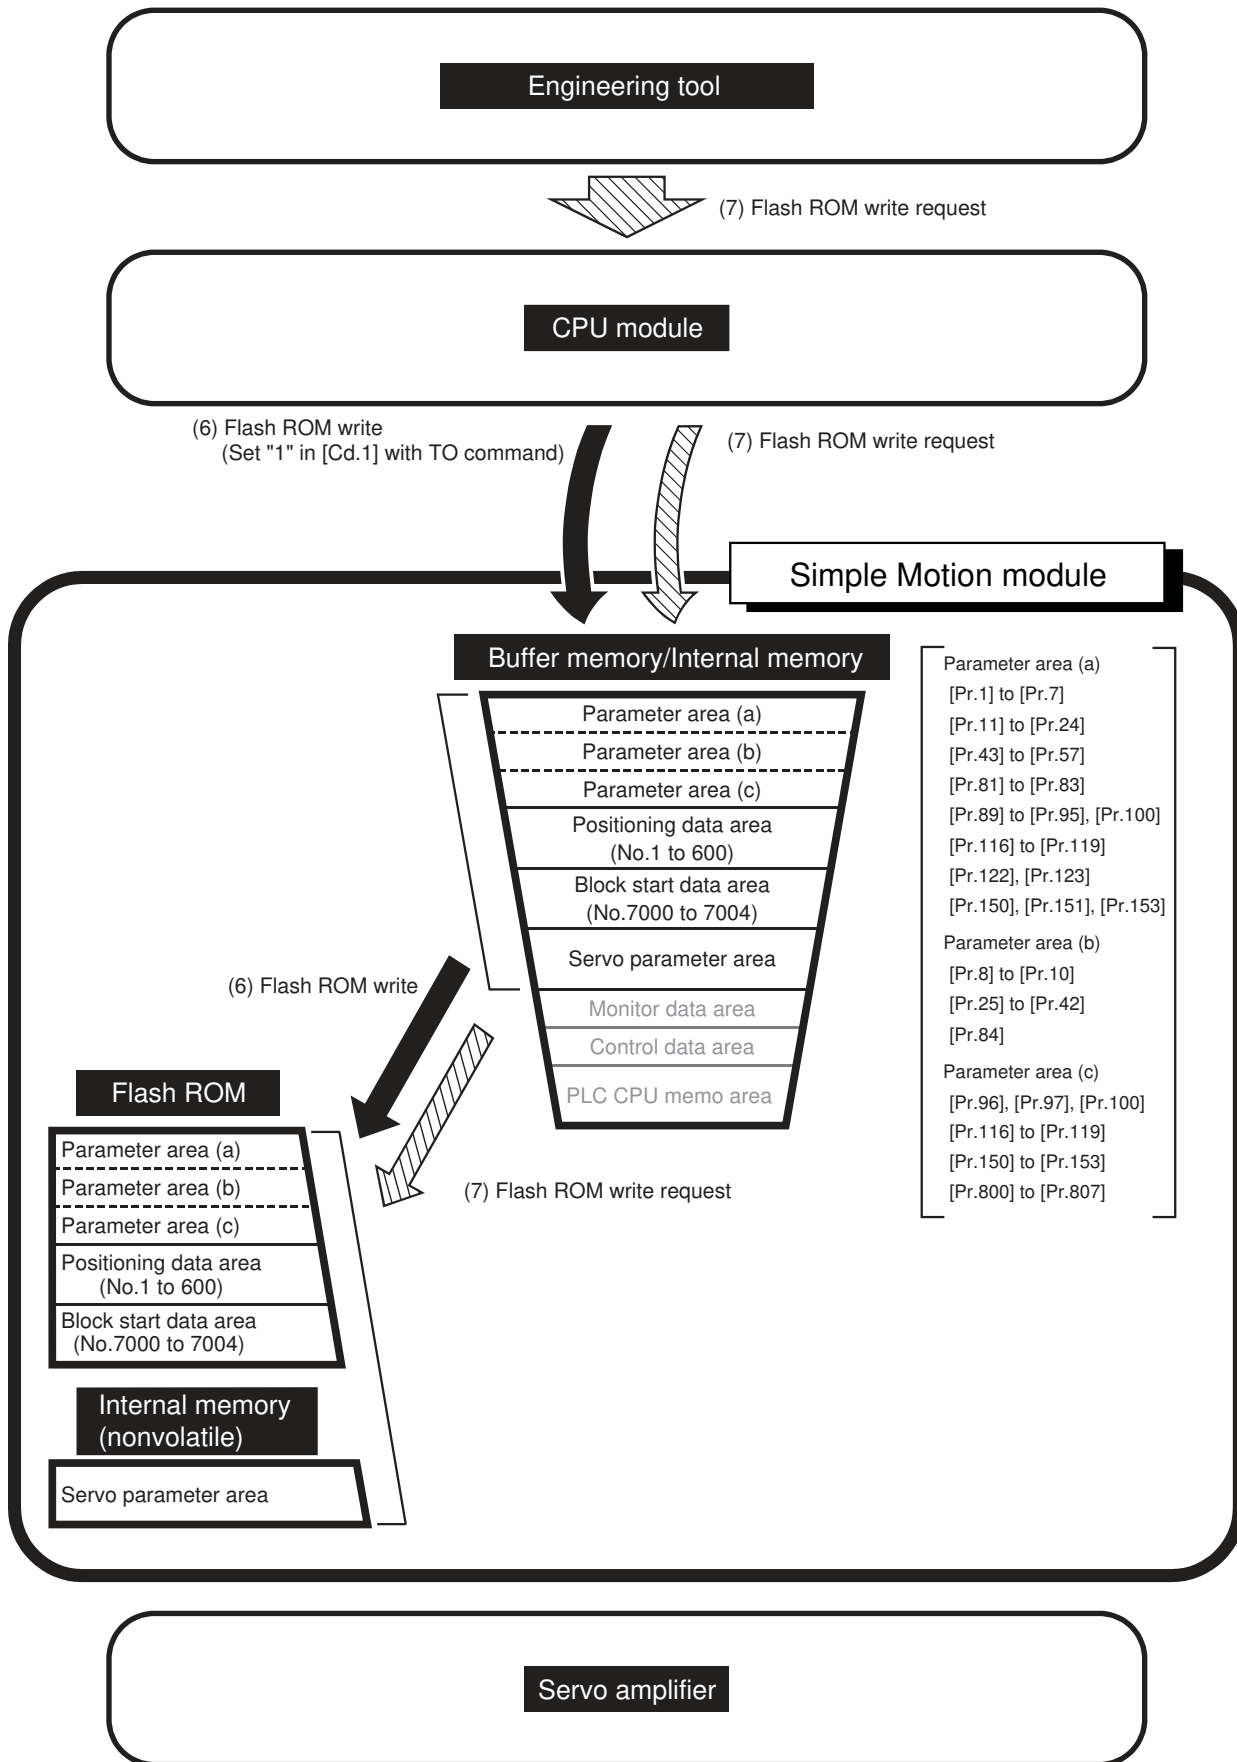 Engineering tool
(7) Flash ROM write request
CPU module
(6) Flash ROM write
(Set "1" in [Cd.1] with TO command)
(7) Flash ROM write request
Simple Motion module
Buffer memory/Internal memory
Parameter area (a)
Parameter area (b)
Parameter area (c)
Positioning data area
(No.1 to 600)
Block start data area
(No.7000 to 7004)
Servo parameter area
Monitor data area
Control data area
PLC CPU memo area
Parameter area (a)
[Pr.1] to [Pr.7]
[Pr.11] to [Pr.24]
[Pr.43] to [Pr.57]
[Pr.81] to [Pr.83]
[Pr.89] to [Pr.95], [Pr.100]
[Pr.116] to [Pr.119]
[Pr.122], [Pr.123]
[Pr.150], [Pr.151], [Pr.153]
Parameter area (b)
[Pr.8] to [Pr.10]
[Pr.25] to [Pr.42]
[Pr.84]
Parameter area (c)
[Pr.96], [Pr.97], [Pr.100]
[Pr.116] to [Pr.119]
[Pr.150] to [Pr.153]
[Pr.800] to [Pr.807]
(6) Flash ROM write
(7) Flash ROM write request
Flash ROM
Parameter area (a)
Parameter area (b)
Parameter area (c)
Positioning data area
(No.1 to 600)
Block start data area
(No.7000 to 7004)
Internal memory
(nonvolatile)
Servo parameter area
Servo amplifier